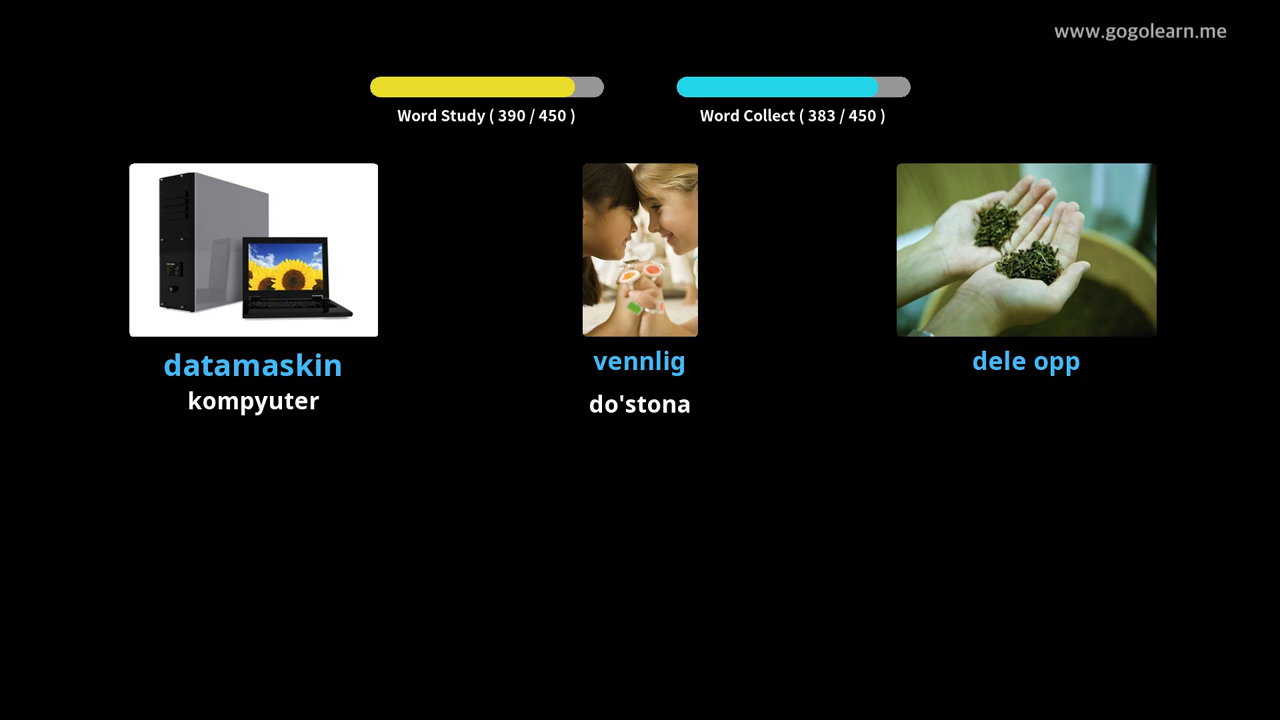 www.gogolearn.me
Word Study ( 390 / 450 )
Word Collect ( 383 / 450 )
datamaskin
kompyuter
vennlig
do'stona
dele opp